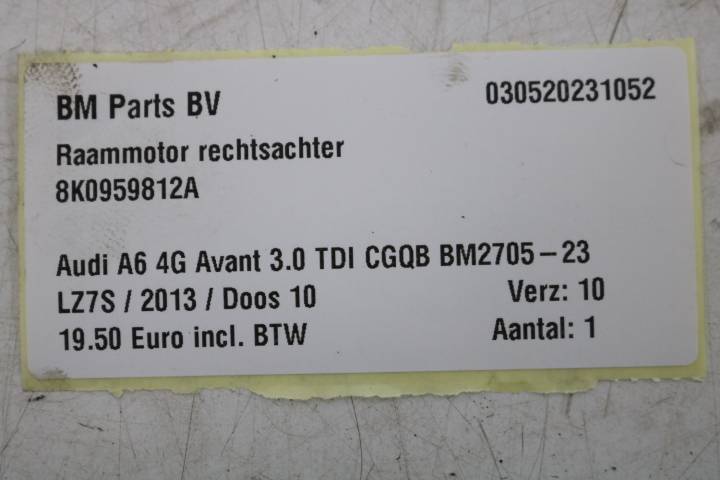 BM Parts BV 030520231052
Raammotor rechtsachter
8K0959812A
Audi A6 4G Avant 3.0 TDI CGQB BM2705-23
LZ7S / 2013 / Doos 10 Verz: 10
19.50 Euro incl. BTW Aantal: 1